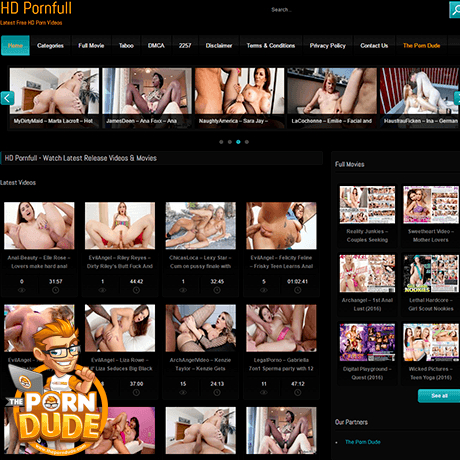 HD Pornfull
Latest Free HD Porn Videos
Search...
Home Categories Full Movie Taboo DMCA 2257 Disclaimer Terms & Conditions Privacy Policy Contact Us The Porn Dude
MyDirtyMaid – Marta Lacroft – Hot
JamesDeen – Ana Foxx – Ana
NaughtyAmerica – Sara Jay –
LaCochonne – Emilie – Facial and
HausfrauFicken – Ina – German
HD Pornfull - Watch Latest Release Videos & Movies
Latest Videos
Anal Beauty – Elle Rose –
Lovers make hard anal
0 31:57
EvilAngel – Riley Reyes –
Dirty Riley's Butt Fuck And
1 44:42
ChicasLoca – Lexy Star –
Cum on pussy finale with
1 32:45
EvilAngel – Felicity Feline
– Frisky Teen Learns Anal
5 01:02:41
EvilAngel – Liza Rowe –
Liza Seduces Big Black
37:00
ArchAngelVideo – Kenzie
Taylor – Kenzie Gets
15 24:13
LegalPorno – Gabriella
Zon't Sperma party with 12
11 47:12
Full Movies
Reality Junkies –
Couples Seeking
Sweetheart Video –
Mother Lovers
Archangel – 1st Anal
Lust (2016)
Lethal Hardcore –
Girl Scout Nookies
Digital Playground –
Quest (2016)
Wicked Pictures –
Teen Yoga (2016)
See all
Our Partners
The Porn Dude
THE
PORN
DUDE